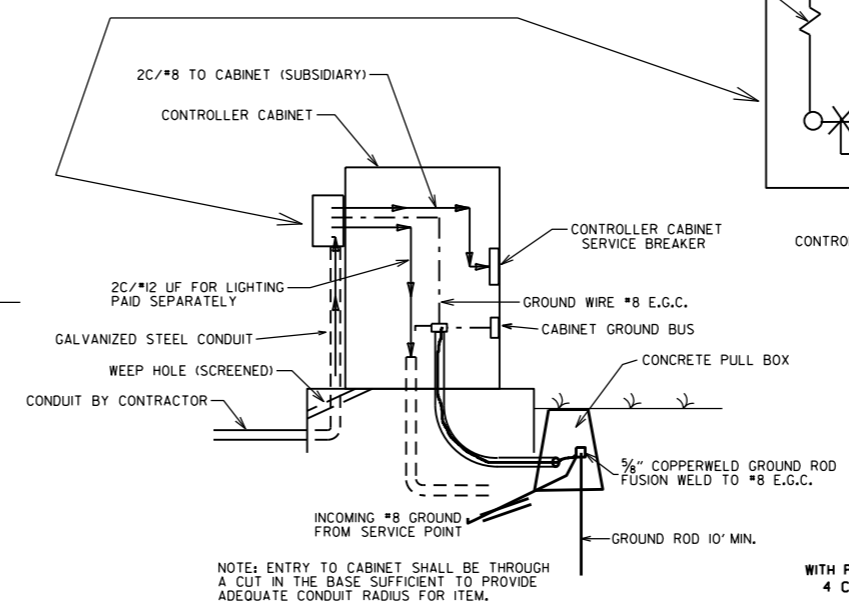 2C/#8 TO CABINET (SUBSIDIARY)
CONTROLLER CABINET
CONTROLLER CABINET
SERVICE BREAKER
2C/#12 UF FOR LIGHTING
PAID SEPARATELY
GROUND WIRE #8 E.G.C.
CABINET GROUND BUS
GALVANIZED STEEL CONDUIT
CONCRETE PULL BOX
WEEP HOLE (SCREENED)
CONDUIT BY CONTRACTOR
5/8" COPPERWELD GROUND ROD
FUSION WELD TO #8 E.G.C.
INCOMING #8 GROUND
FROM SERVICE POINT
GROUND ROD 10' MIN.
NOTE: ENTRY TO CABINET SHALL BE THROUGH
A CUT IN THE BASE SUFFICIENT TO PROVIDE
ADEQUATE CONDUIT RADIUS FOR ITEM.
WITH
4